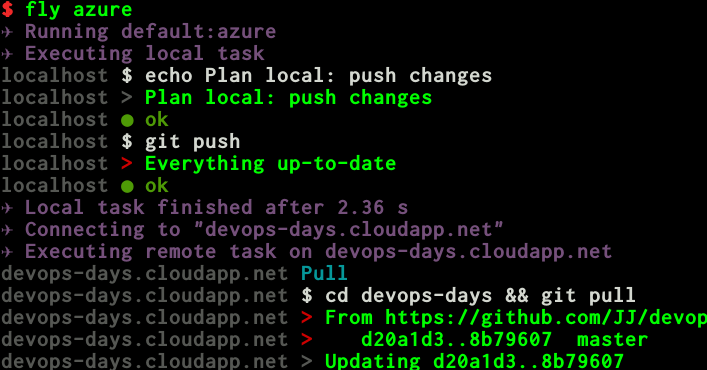 $ fly azure
✈ Running default:azure
✈ Executing local task
localhost $ echo Plan local: push changes
localhost > Plan local: push changes
localhost ● ok
localhost $ git push
localhost > Everything up-to-date
localhost ● ok
✈ Local task finished after 2.36 s
✈ Connecting to "devops-days.cloudapp.net"
✈ Executing remote task on devops-days.cloudapp.net
devops-days.cloudapp.net Pull
devops-days.cloudapp.net $ cd devops-days && git pull
devops-days.cloudapp.net > From https://github.com/JJ/devop
devops-days.cloudapp.net >    d20a1d3..8b79607  master
devops-days.cloudapp.net > Updating d20a1d3..8b79607